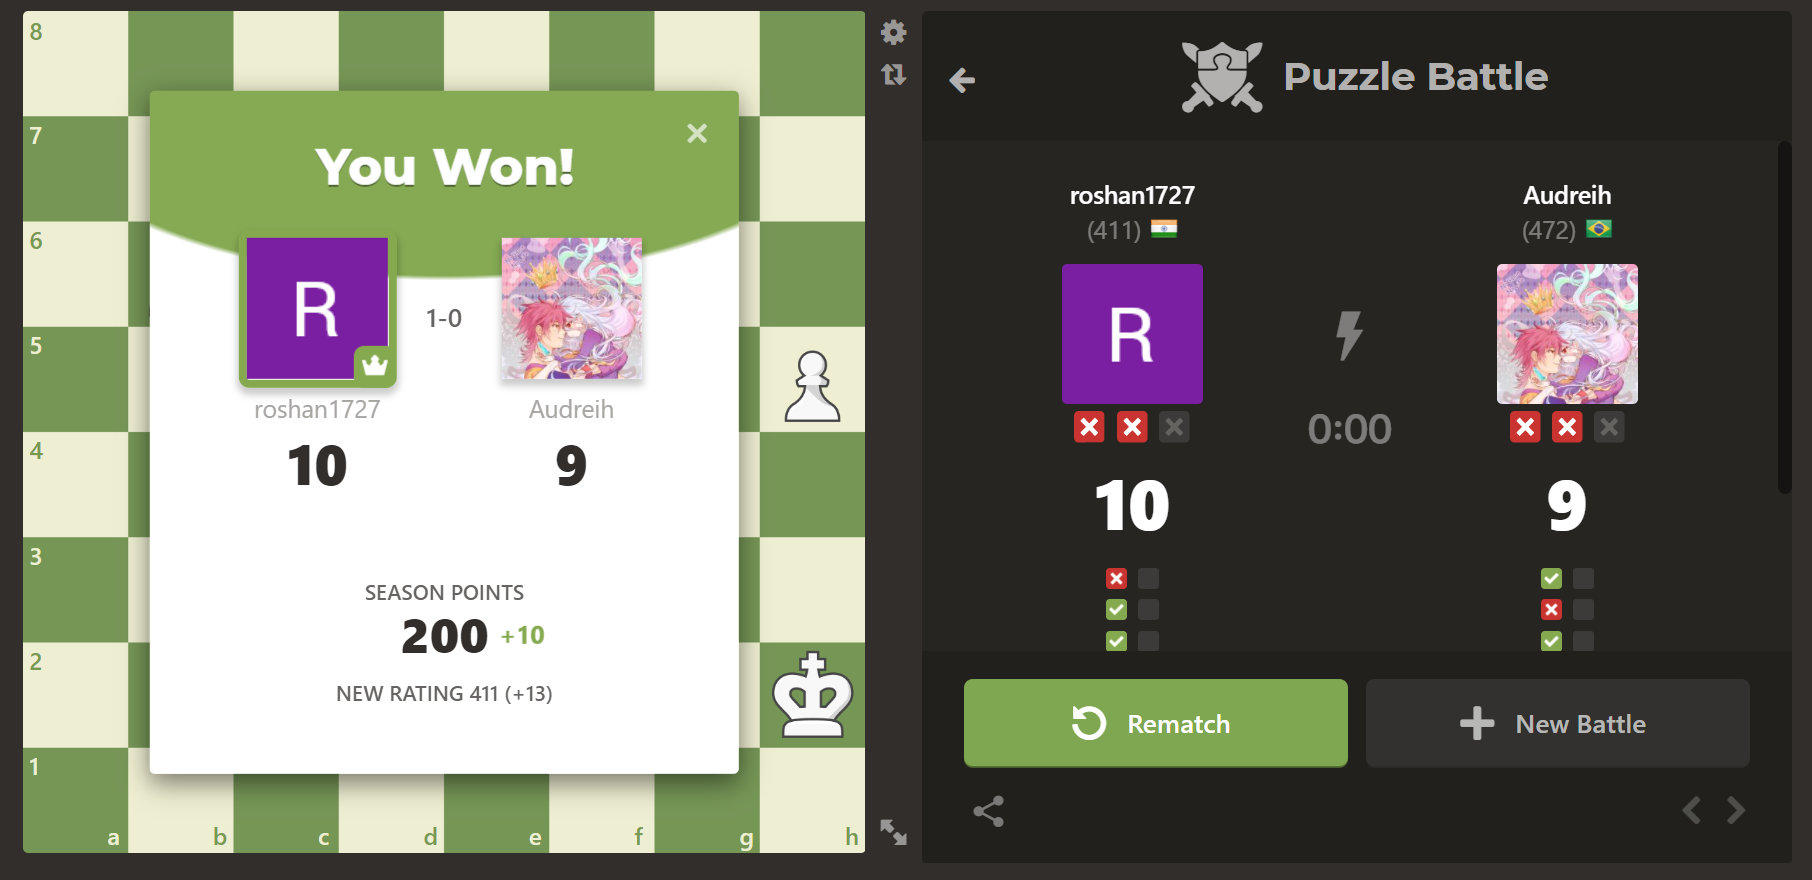 8
7
6
5
4
3
2
1
a b c d e f g h
You Won!
R
1-0
roshan1727 Audreih
10 9
SEASON POINTS
200 +10
NEW RATING 411 (+13)
Puzzle Battle
roshan1727 Audreih
(411) (472)
R
0:00
10 9
Rematch New Battle